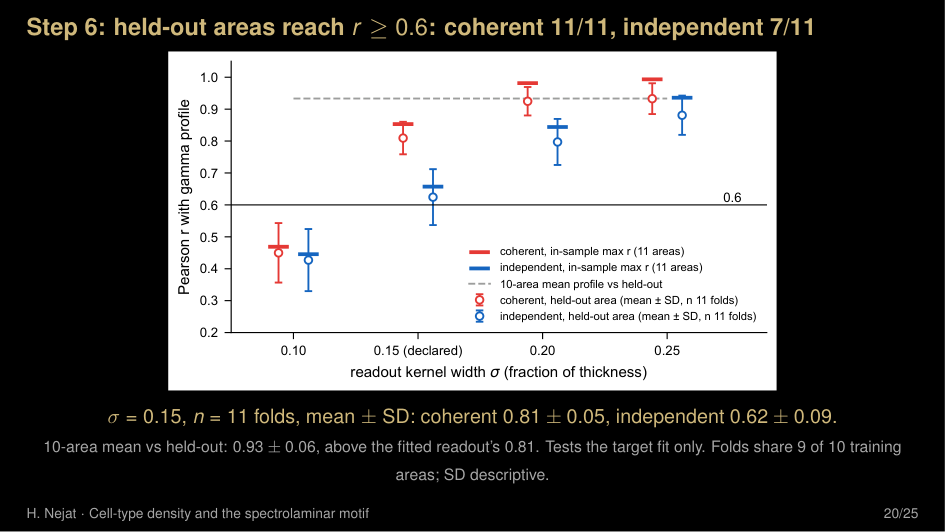 Step 6: held-out areas reach r ≥ 0.6: coherent 11/11, independent 7/11
Pearson r with gamma profile
1.0
0.9
0.8
0.7
0.6
0.5
0.4
0.3
0.2
0.6
coherent, in-sample max r (11 areas)
independent, in-sample max r (11 areas)
10-area mean profile vs held-out
coherent, held-out area (mean ± SD, n 11 folds)
independent, held-out area (mean ± SD, n 11 folds)
0.10
0.15 (declared)
0.20
0.25
readout kernel width σ (fraction of thickness)
σ = 0.15, n = 11 folds, mean ± SD: coherent 0.81 ± 0.05, independent 0.62 ± 0.09.
10-area mean vs held-out: 0.93 ± 0.06, above the fitted readout's 0.81. Tests the target fit only. Folds share 9 of 10 training
areas; SD descriptive.
H. Nejat · Cell-type density and the spectrolaminar motif
20/25